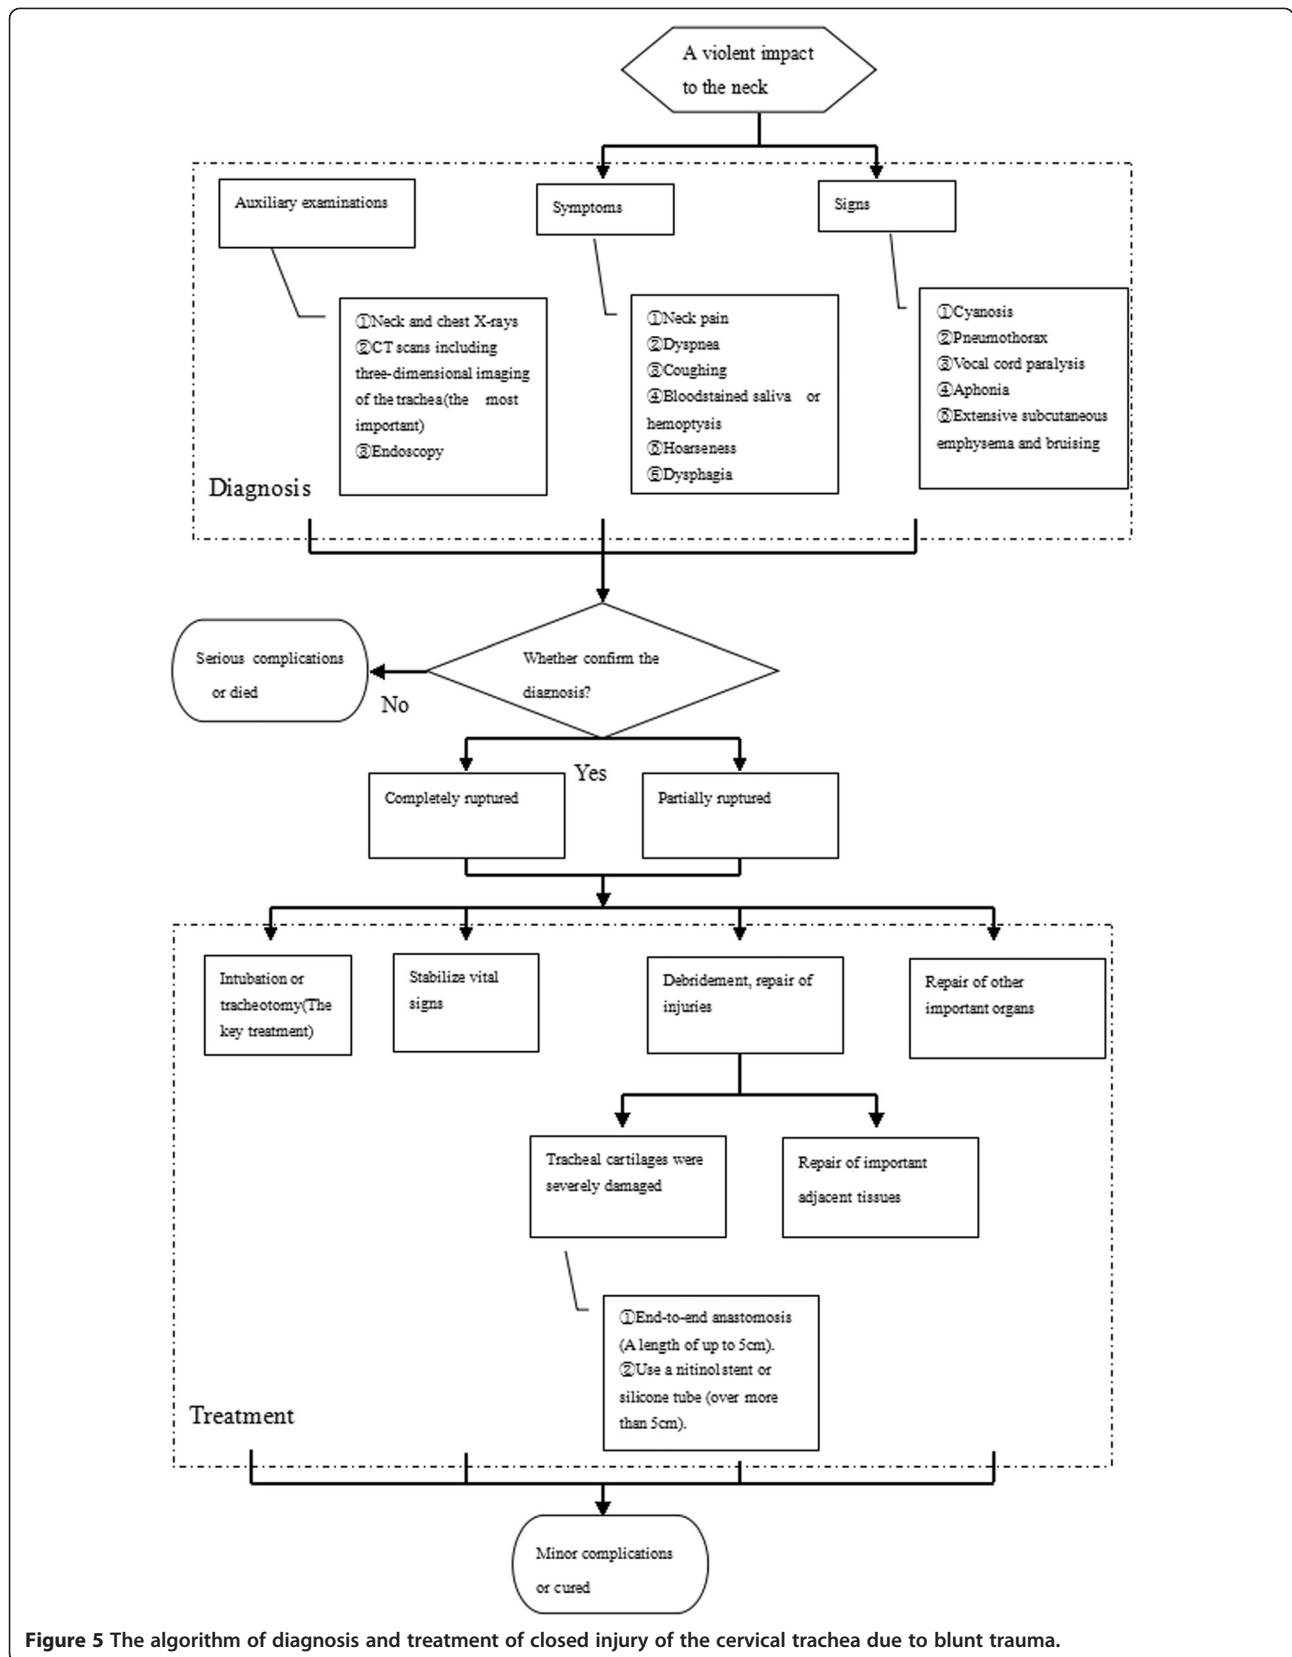 A violent impact
to the neck
Auxiliary examinations
Symptoms
Signs
①Neck and chest X-rays
②CT scans including
three-dimensional imaging
of the trachea(the most
important)
③Endoscopy
①Neck pain
②Dyspnea
③Coughing
④Bloodstained saliva or
hemoptysis
⑤Hoarseness
⑤Dysphagia
①Cyanosis
②Pneumothorax
③Vocal cord paralysis
④Aphonia
⑤Extensive subcutaneous
emphysema and bruising
Diagnosis
Whether confirm the
diagnosis?
Serious complications
or died
No
Yes
Completely ruptured
Partially ruptured
Intubation or
tracheotomy(The
key treatment)
Stabilize vital
signs
Debridement, repair of
injuries
Repair of other
important organs
Tracheal cartilages were
severely damaged
Repair of important
adjacent tissues
①End-to-end anastomosis
(A length of up to 5cm).
②Use a nitinol stent or
silicone tube (over more
than 5cm).
Treatment
Minor complications
or cured
Figure 5 The algorithm of diagnosis and treatment of closed injury of the cervical trachea due to blunt trauma.